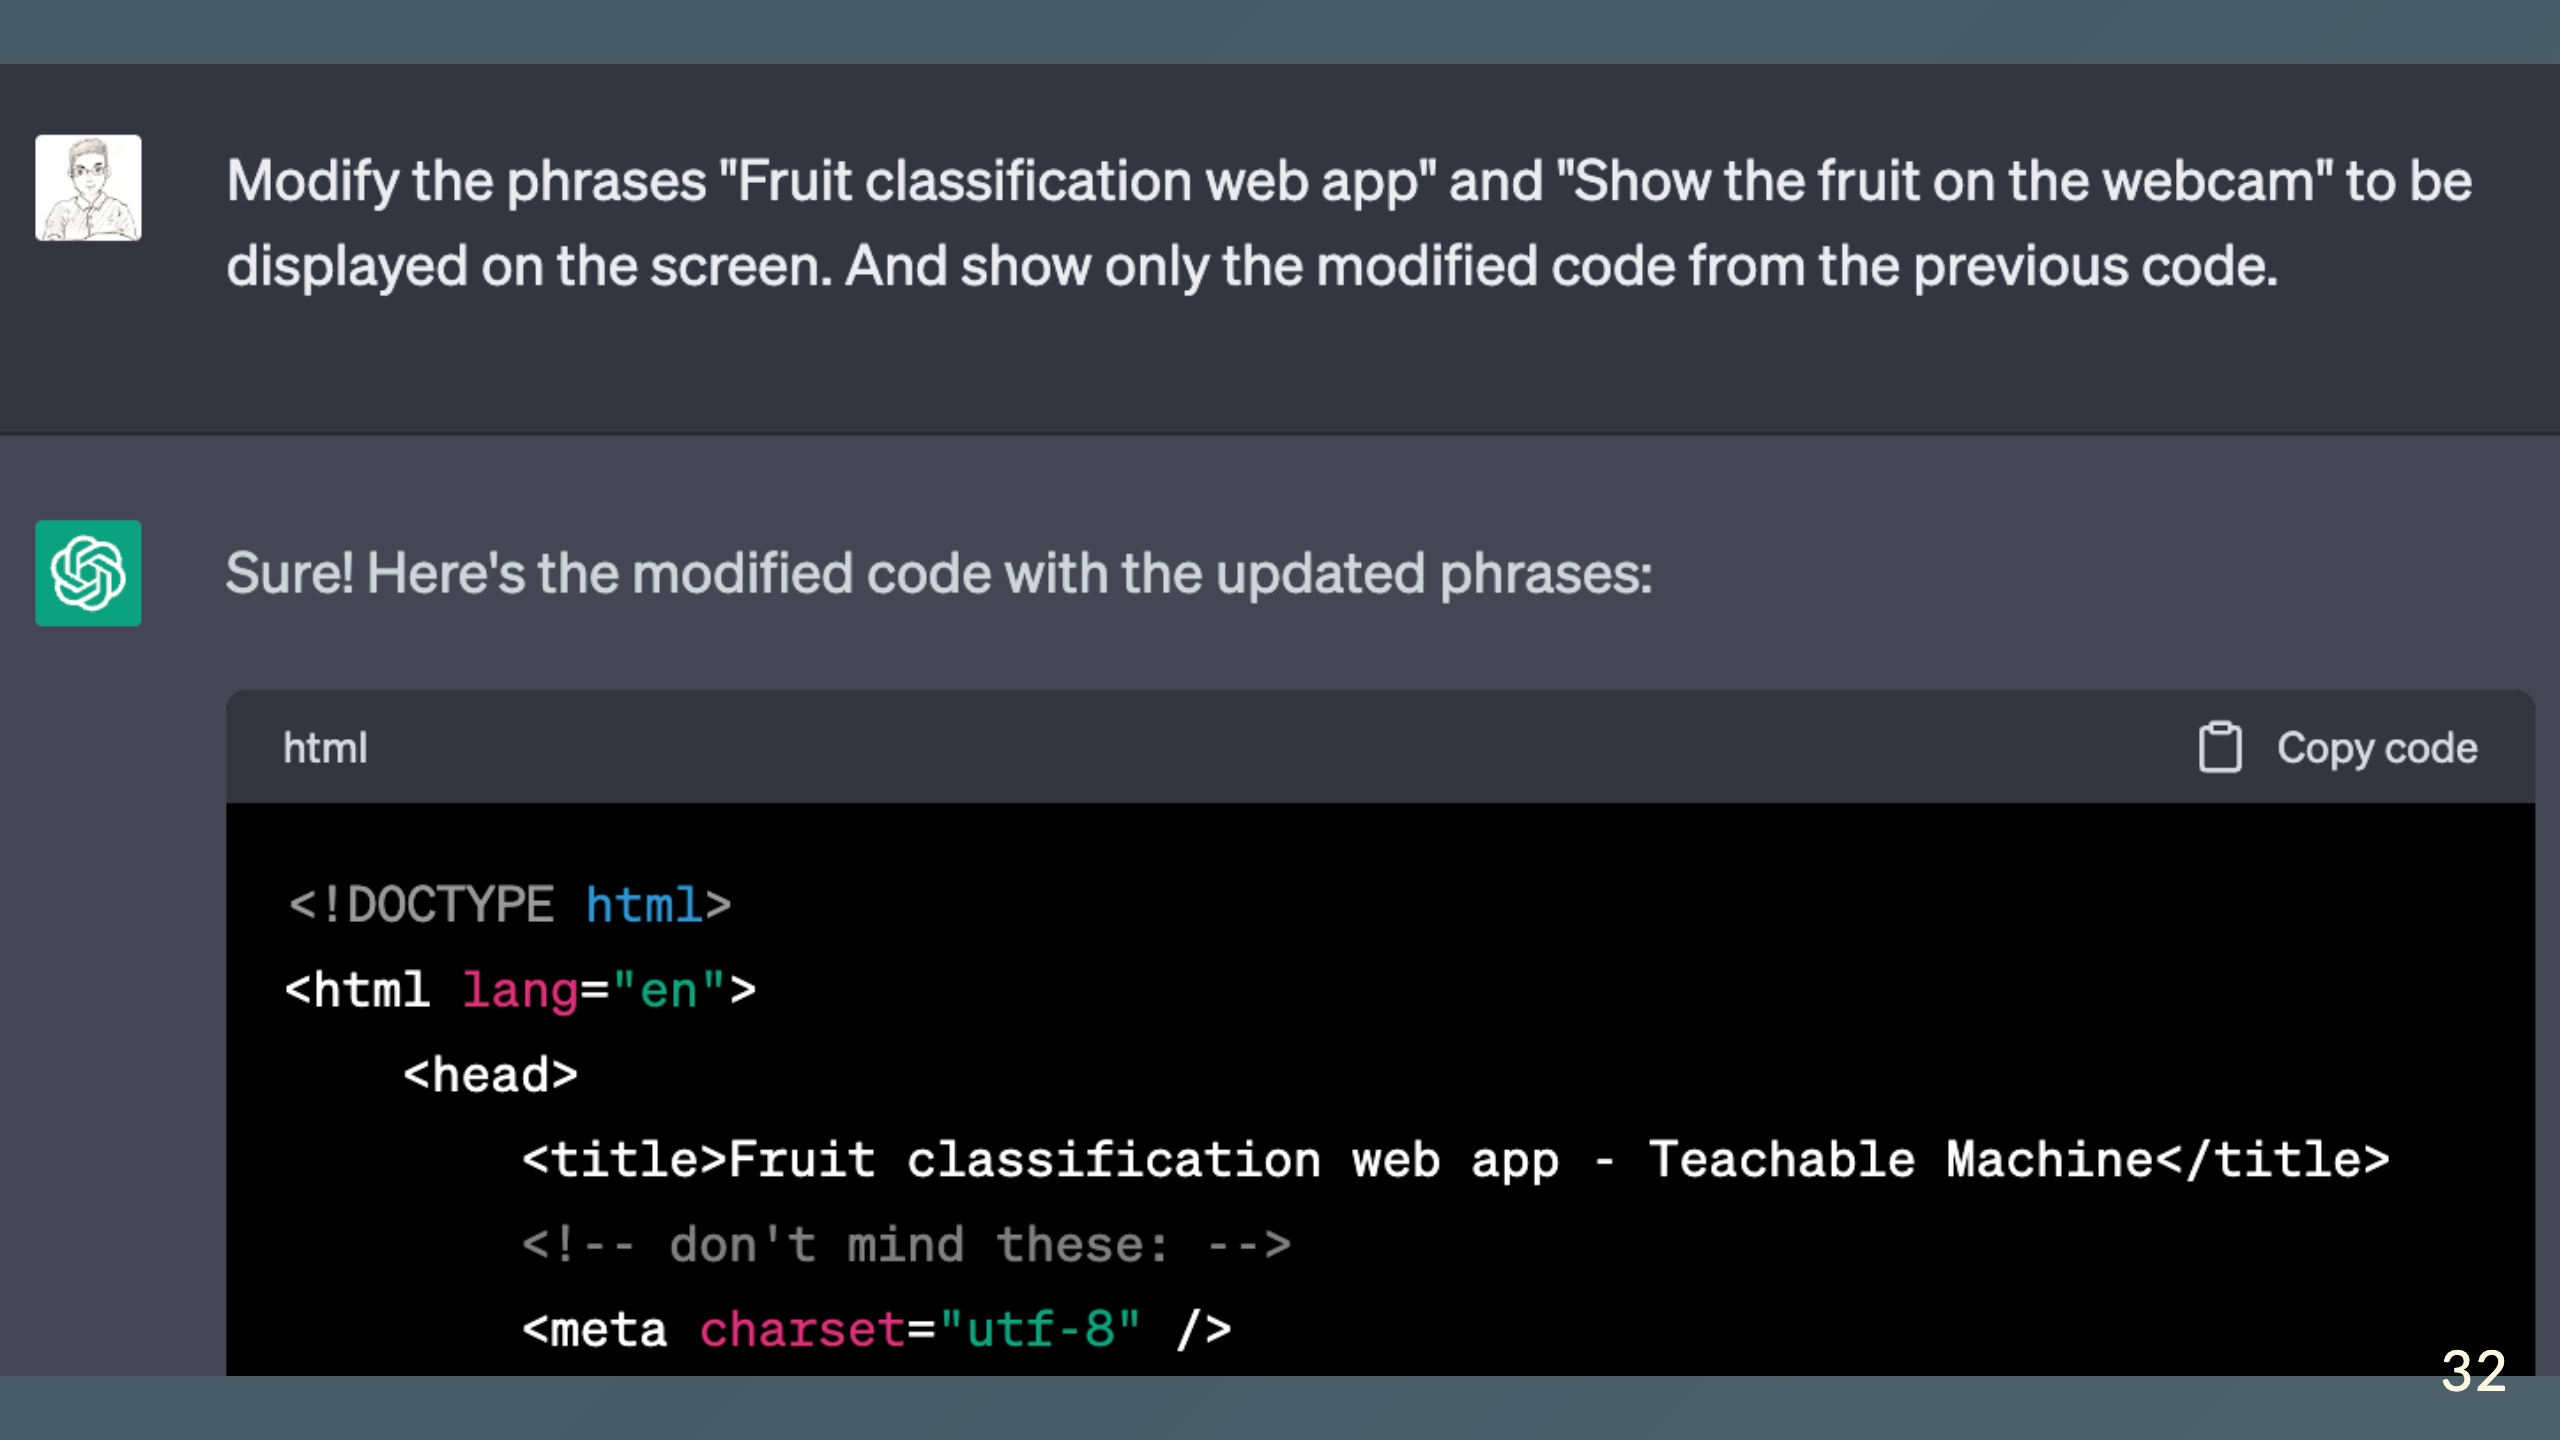 Modify the phrases "Fruit classification web app" and "Show the fruit on the webcam" to be
displayed on the screen. And show only the modified code from the previous code.
Sure! Here's the modified code with the updated phrases:
html
Copy code
<!DOCTYPE html>
<html lang="en">
<head>
<title>Fruit classification web app - Teachable Machine</title>
<!-- don't mind these: -->
<meta charset="utf-8" />
32